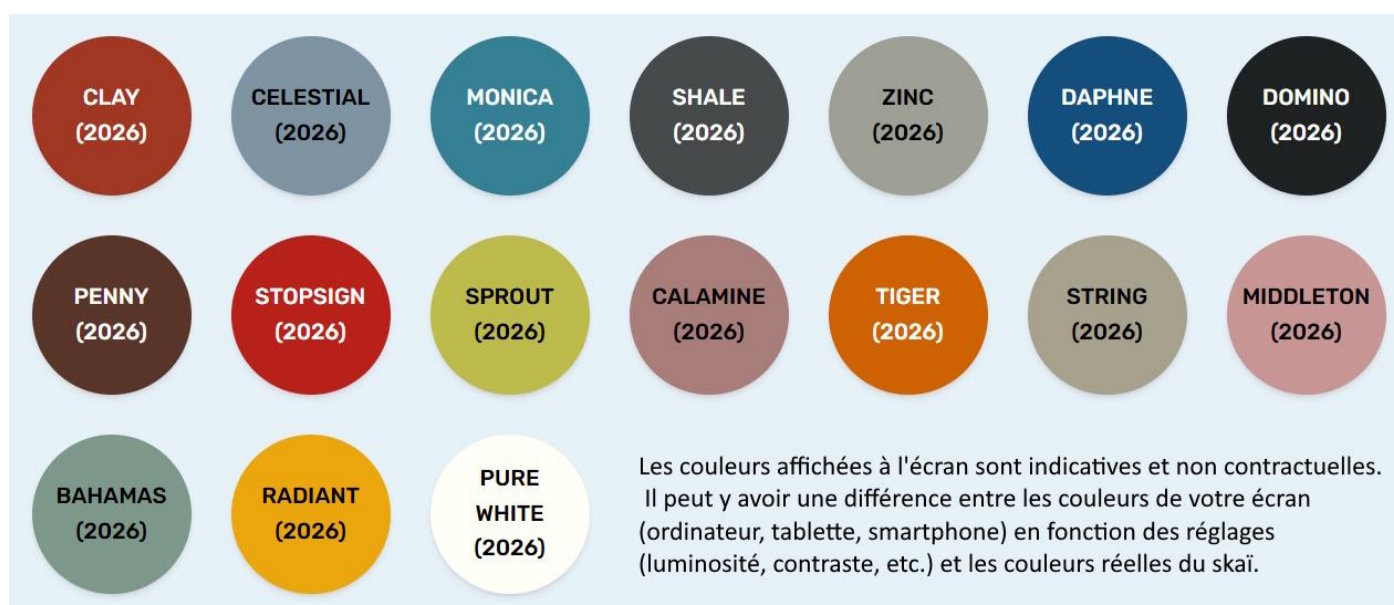 CLAY
(2026)
CELESTIAL
(2026)
MONICA
(2026)
SHALE
(2026)
ZINC
(2026)
DAPHNE
(2026)
DOMINO
(2026)
PENNY
(2026)
STOPSIGN
(2026)
SPROUT
(2026)
CALAMINE
(2026)
TIGER
(2026)
STRING
(2026)
MIDDLETON
(2026)
BAHAMAS
(2026)
RADIANT
(2026)
PURE
WHITE
(2026)
Les couleurs affichées à l'écran sont indicatives et non contractuelles.
Il peut y avoir une différence entre les couleurs de votre écran
(ordinateur, tablette, smartphone) en fonction des réglages
(luminosité, contraste, etc.) et les couleurs réelles du skaï.